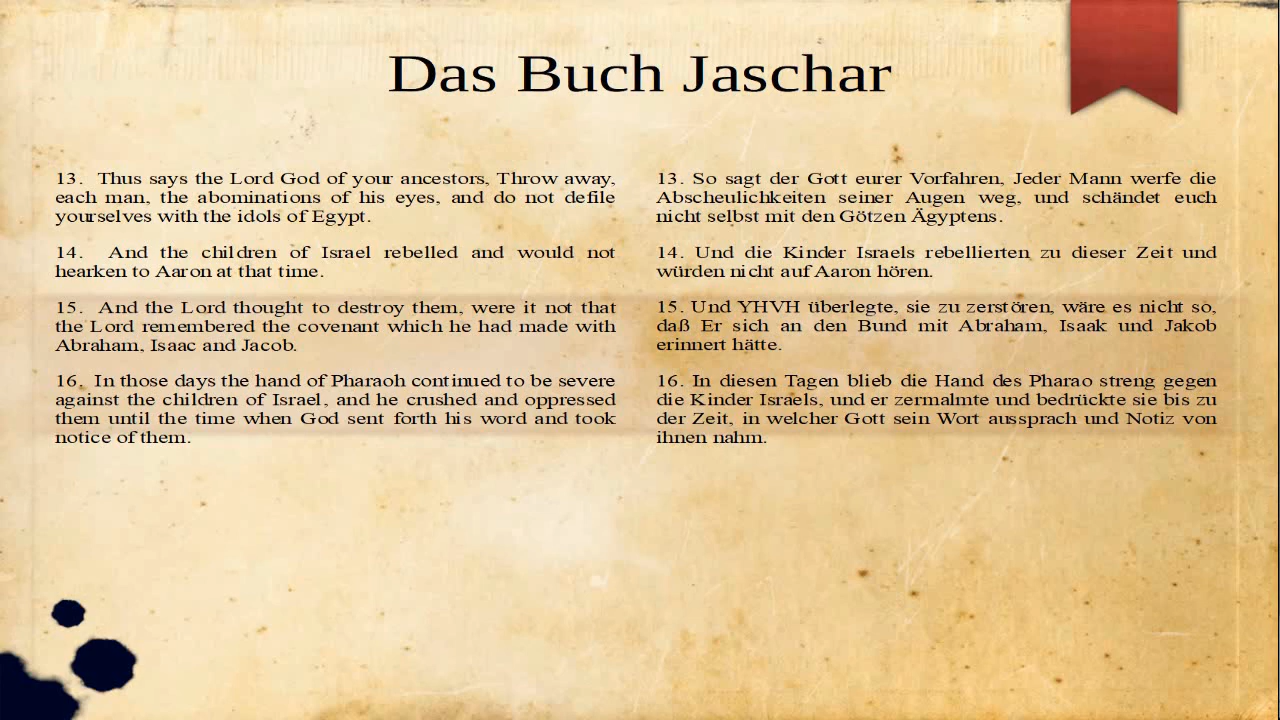 Das Buch Jaschar
13. Thus says the Lord God of your ancestors, Throw away,
each man, the abominations of his eyes, and do not defile
yourselves with the idols of Egypt.
14. And the children of Israel rebelled and would not
hearken to Aaron at that time.
15. And the Lord thought to destroy them, were it not that
the Lord remembered the covenant which he had made with
Abraham, Isaac and Jacob.
16. In those days the hand of Pharaoh continued to be severe
against the children of Israel, and he crushed and oppressed
them until the time when God sent forth his word and took
notice of them.
13. So sagt der Gott eurer Vorfahren, Jeder Mann werfe die
Abscheulichkeiten seiner Augen weg, und schändet euch
nicht selbst mit den Götzen Ägyptens.
14. Und die Kinder Israels rebellierten zu dieser Zeit und
würden nicht auf Aaron hören.
15. Und YHVH überlegte, sie zu zerstören, wäre es nicht so,
daß Er sich an den Bund mit Abraham, Isaak und Jakob
erinnert hätte.
16. In diesen Tagen blieb die Hand des Pharao streng gegen
die Kinder Israels, und er zermalmte und bedrückte sie bis zu
der Zeit, in welcher Gott sein Wort aussprach und Notiz von
ihnen nahm.